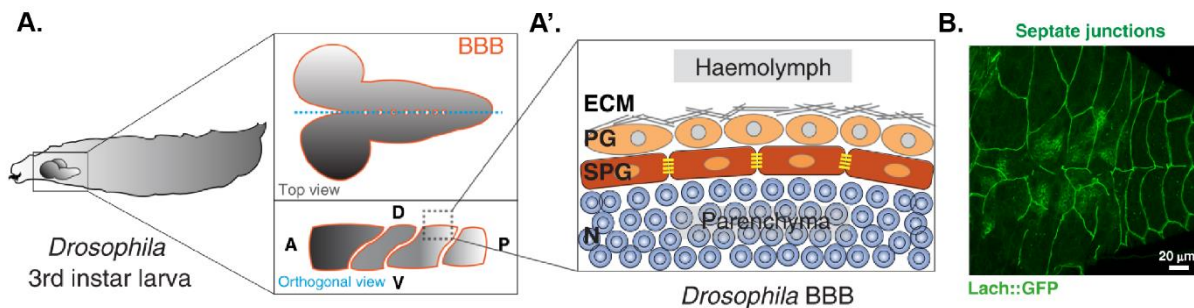 A.
BBB
Top view
D
A
P
Orthogonal view
V
Drosophila
3rd instar larva
A'.
Haemolymph
ECM
PG
SPG
Parenchyma
N
Drosophila BBB
B.
Septate junctions
20 µm
Lach::GFP